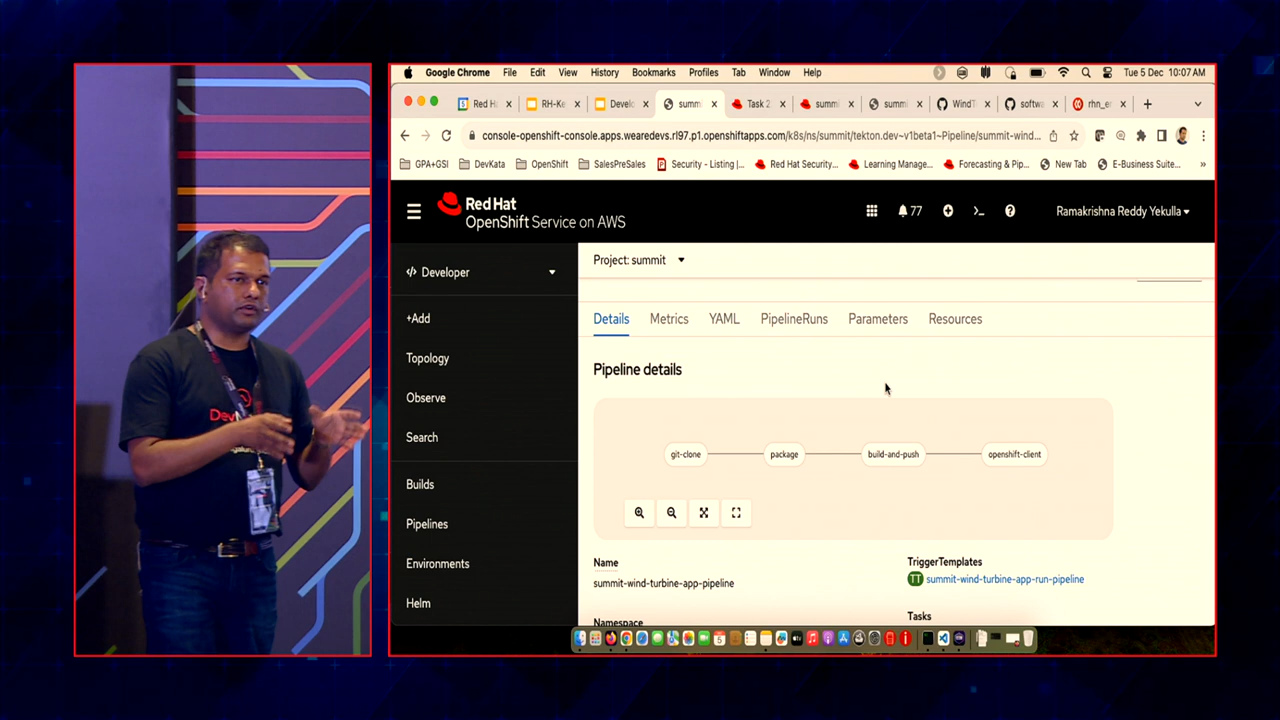 Google Chrome File Edit View History Bookmarks Profiles Tab Window Help Tue 5 Dec 10:07 AM
Red H RH-Ke Develo summ Task 2 summ summ WindT softwa rhn_e
console-openshift-console.apps.wearedevs.rl97.p1.openshiftapps.com/k8s/ns/summit/tekton.dev~v1beta1~Pipeline/summit-wind...
GPA+GSI DevKata OpenShift SalesPreSales Security - Listing |... Red Hat Security... Learning Manage... Forecasting & Pip... New Tab E-Business Suite... »
Red Hat
OpenShift Service on AWS
77
Ramakrishna Reddy Yekulla
Developer
+Add
Topology
Observe
Search
Builds
Pipelines
Environments
Helm
Project: summit
Details Metrics YAML PipelineRuns Parameters Resources
Pipeline details
git-clone package build-and-push openshift-client
Name
summit-wind-turbine-app-pipeline
Namespace
TriggerTemplates
TT summit-wind-turbine-app-run-pipeline
Tasks